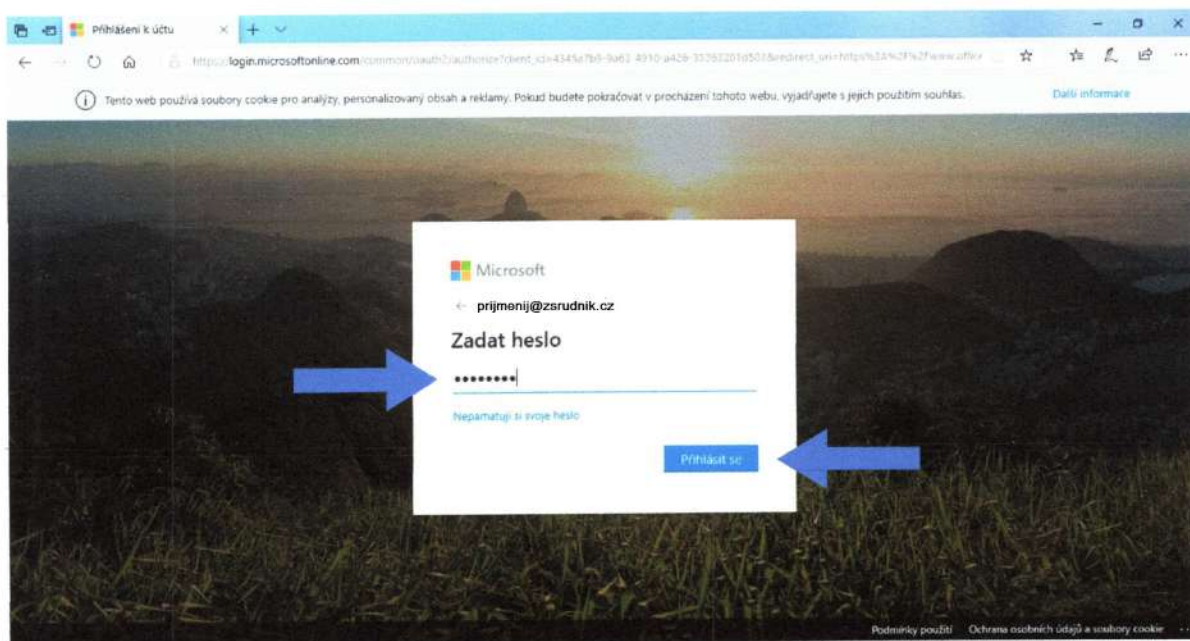 Přihlášení k účtu
https://login.microsoftonline.com/common/oauth2/authorize?client_id=
Tento web používá soubory cookie pro analýzy, personalizovaný obsah a reklamy. Pokud budete pokračovat v procházení tohoto webu, vyjadřujete s jejich použitím souhlas.
Další informace
Microsoft
prijmenij@zsrudnik.cz
Zadat heslo
Nepamatuji si svoje heslo
Přihlásit se
Podmínky použití Ochrana osobních údajů a soubory cookie